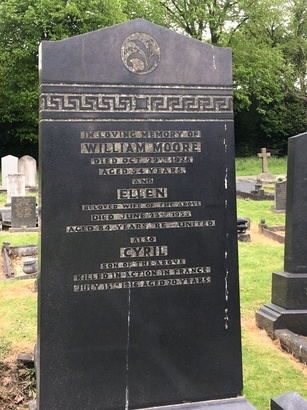 IN LOVING MEMORY OF
WILLIAM MOORE
DIED OCT. 29TH 1926
AGED 54 YEARS.
AND
ELLEN
BELOVED WIFE OF THE ABOVE
DIED JUNE 25TH 1955
AGED 84 YEARS RE-UNITED
ALSO
CYRIL
SON OF THE ABOVE
KILLED IN ACTION IN FRANCE
JULY 15TH 1916 AGED 20 YEARS